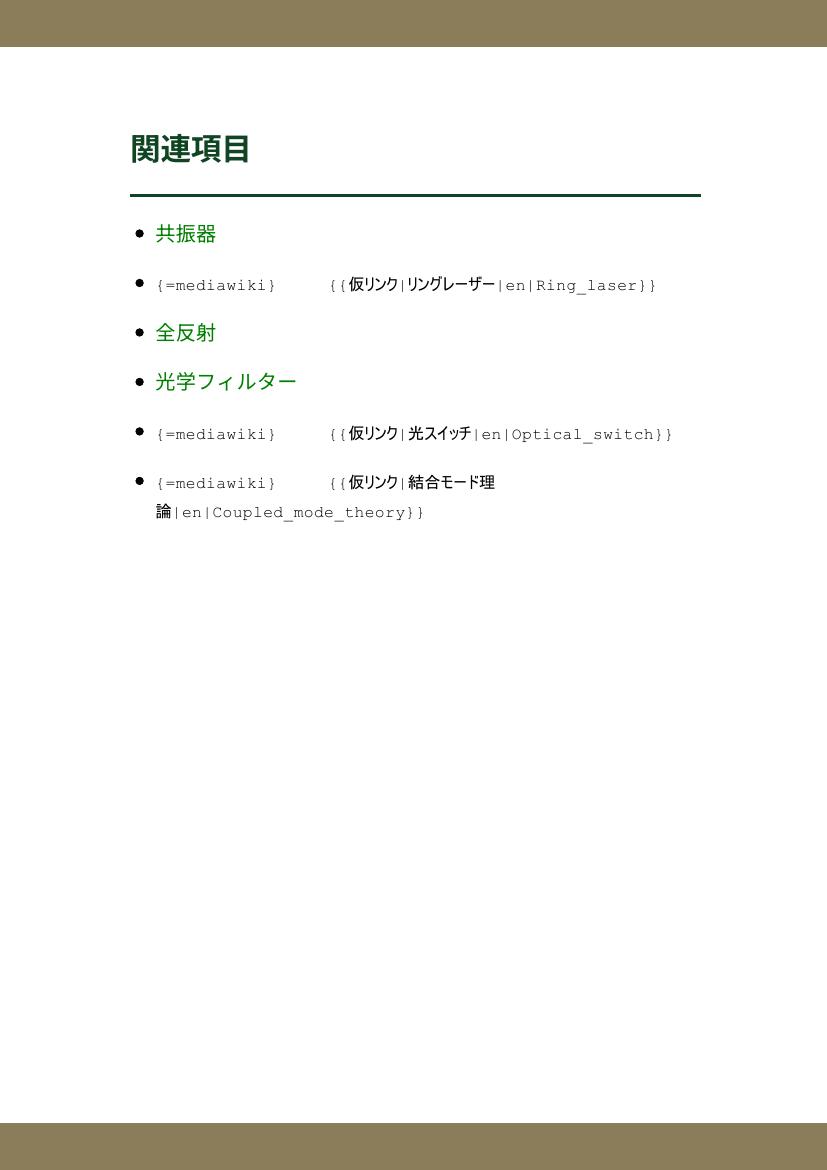 関連項目
共振器
{=mediawiki} {{仮リンク|リングレーザー|en|Ring_laser}}
全反射
光学フィルター
{=mediawiki} {{仮リンク|光スイッチ|en|Optical_switch}}
{=mediawiki} {{仮リンク|結合モード理
論|en|Coupled_mode_theory}}